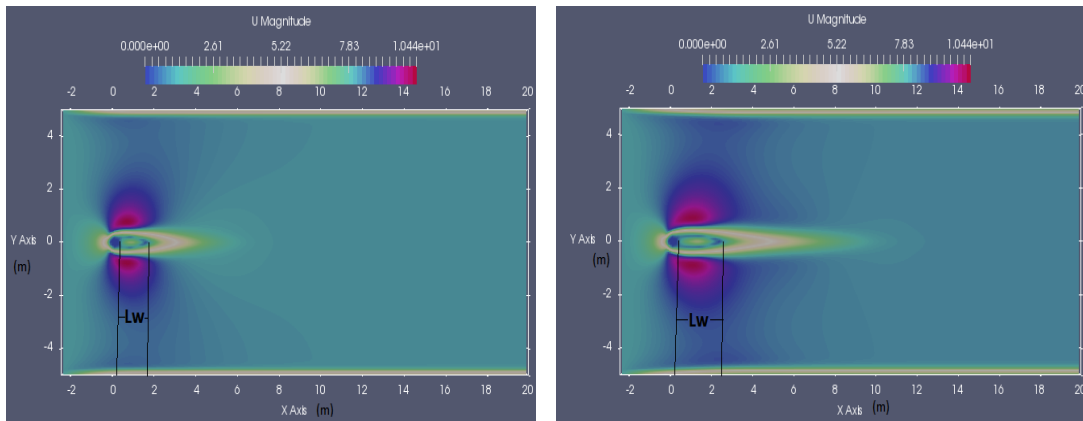 U Magnitude
0.000e+00 2.61 5.22 7.83 1.044e+01
-2 0 2 4 6 8 10 12 14 16 18 20
4
2
Y Axis 0
(m)
-2
Lw
-4
-2 0 2 4 6 8 10 12 14 16 18 20
X Axis (m)
U Magnitude
0.000e+00 2.61 5.22 7.83 1.044e+01
-2 0 2 4 6 8 10 12 14 16 18 20
4
2
Y Axis 0
(m)
-2
Lw
-4
-2 0 2 4 6 8 10 12 14 16 18 20
X Axis (m)